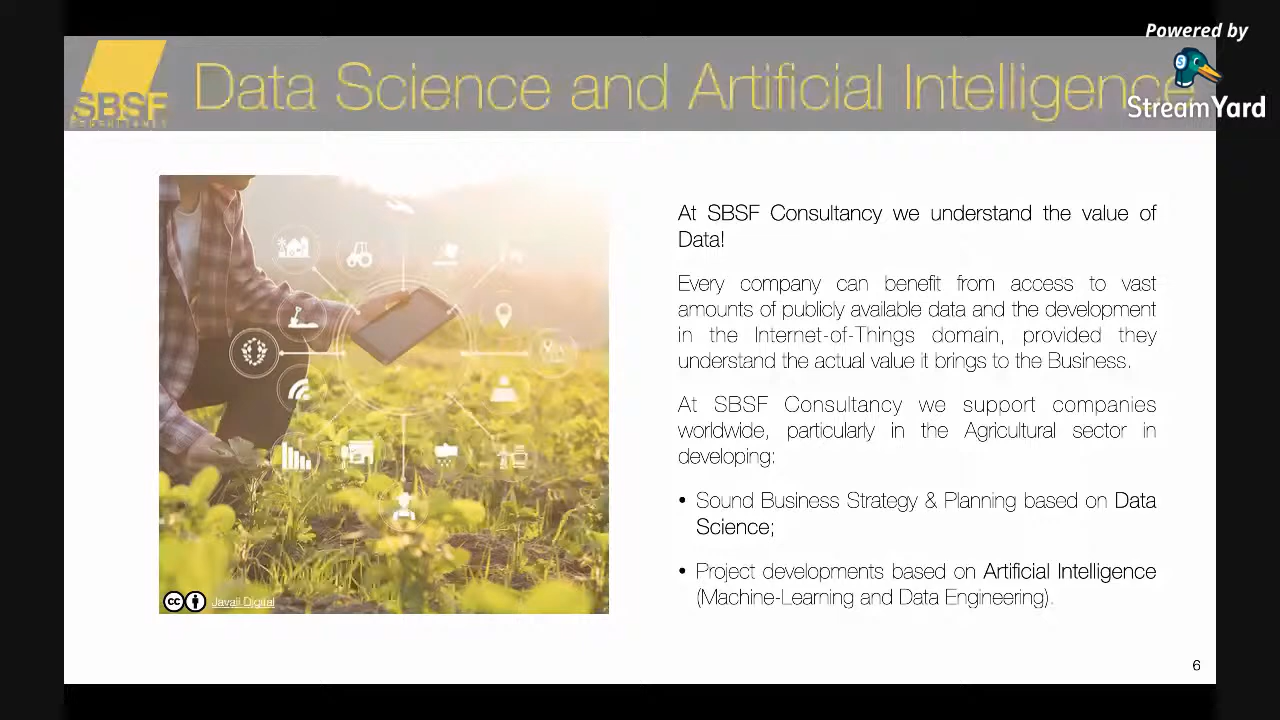 Powered by
StreamYard
SBSF
Data Science and Artificial Intelligence
At SBSF Consultancy we understand the value of
Data!
Every company can benefit from access to vast
amounts of publicly available data and the development
in the Internet-of-Things domain, provided they
understand the actual value it brings to the Business.
At SBSF Consultancy we support companies
worldwide, particularly in the Agricultural sector in
developing:
• Sound Business Strategy & Planning based on Data
Science;
• Project developments based on Artificial Intelligence
(Machine-Learning and Data Engineering).
cc Javali Digital
6